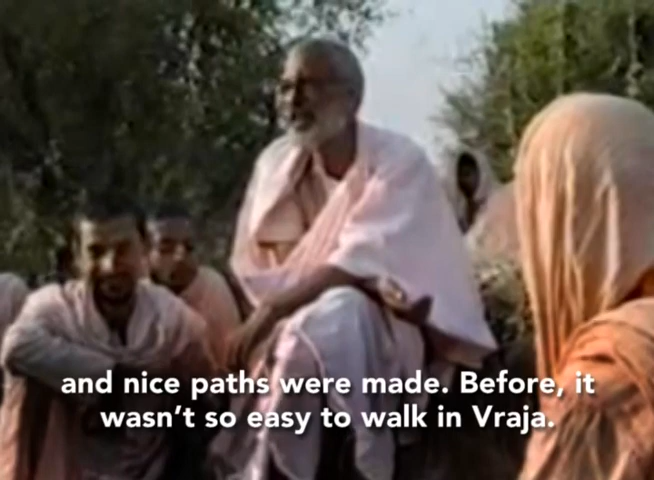 and nice paths were made. Before, it
wasn't so easy to walk in Vraja.